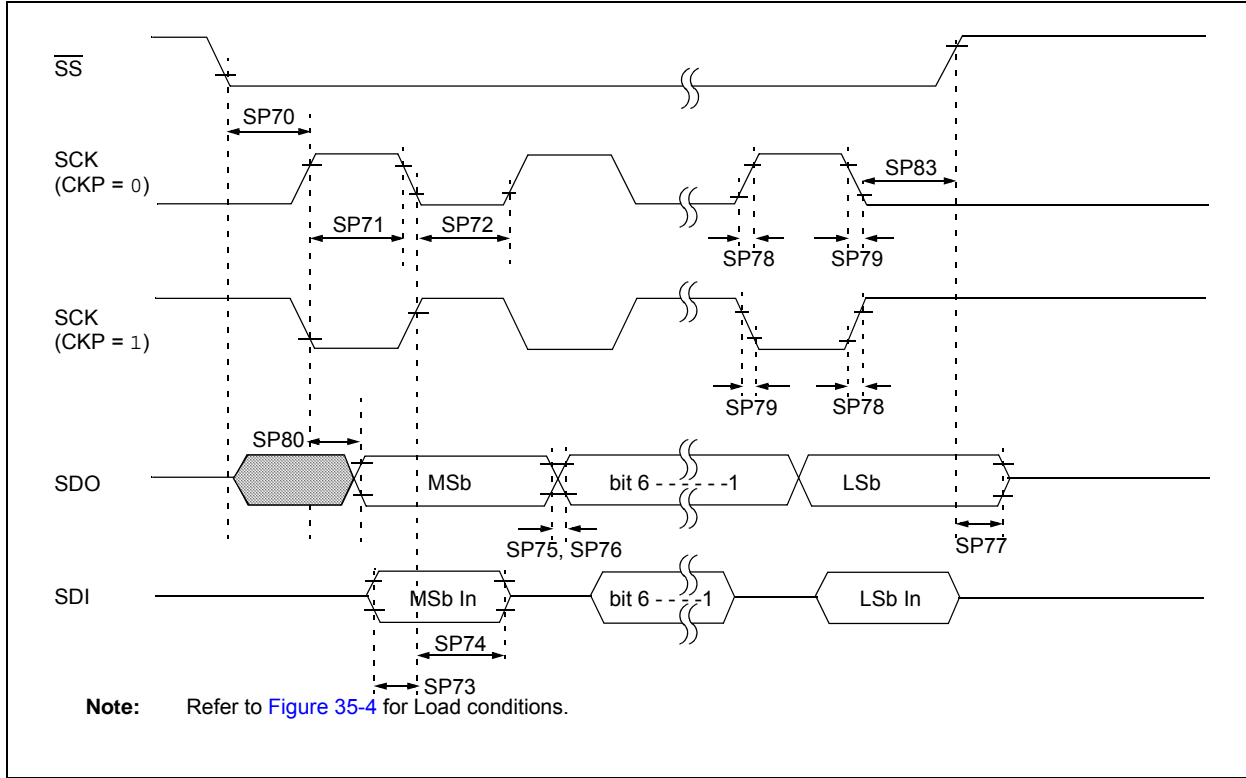 SS
SP70
SCK
(CKP = 0)
SP83
SP71
SP72
SP78
SP79
SCK
(CKP = 1)
SP79
SP78
SP80
SDO
MSb
bit 6 - - - - - -1
LSb
SP75, SP76
SP77
SDI
MSb In
bit 6 - - - -1
LSb In
SP74
SP73
Note: Refer to Figure 35-4 for Load conditions.